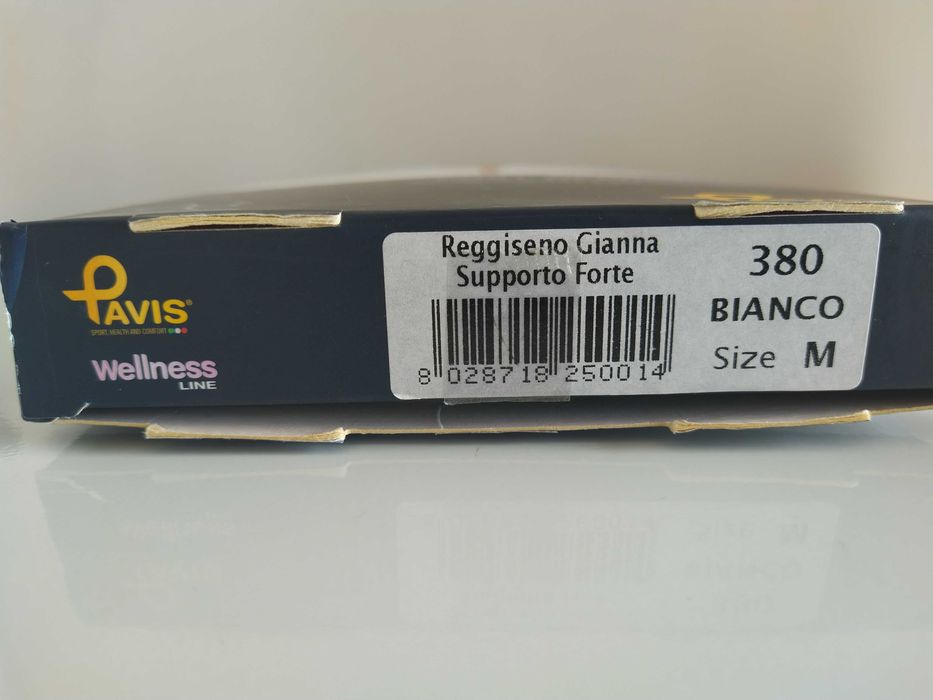 PAVIS®
SPORT, HEALTH AND COMFORT
Wellness
LINE
Reggiseno Gianna
Supporto Forte
8 028718 250014
380
BIANCO
Size M